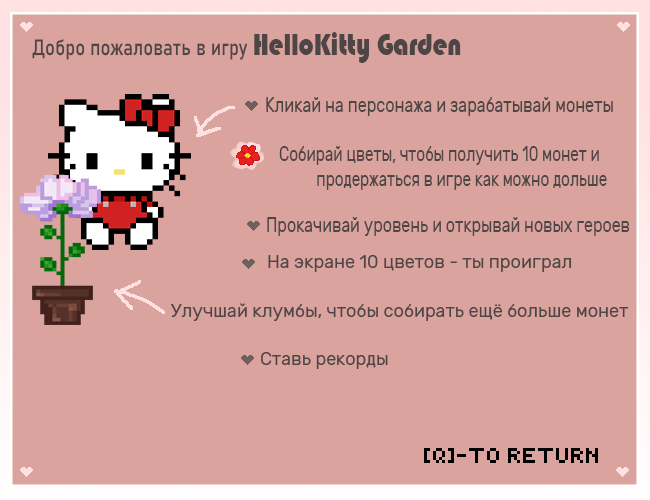 Добро пожаловать в игру HelloKitty Garden
Кликай на персонажа и зарабатывай монеты
Собирай цветы, чтобы получить 10 монет и
продержаться в игре как можно дольше
Прокачивай уровень и открывай новых героев
На экране 10 цветов - ты проиграл
Улучшай клумбы, чтобы собирать ещё больше монет
Ставь рекорды
[Q]-TO RETURN